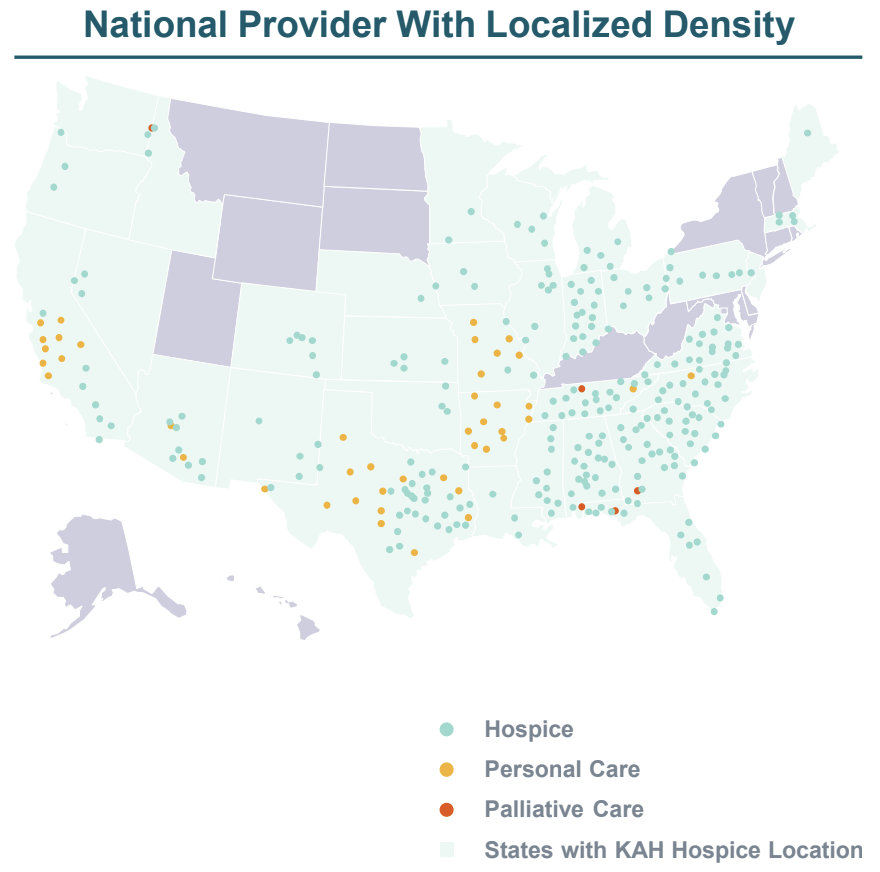 National Provider With Localized Density
Hospice
Personal Care
Palliative Care
States with KAH Hospice Location